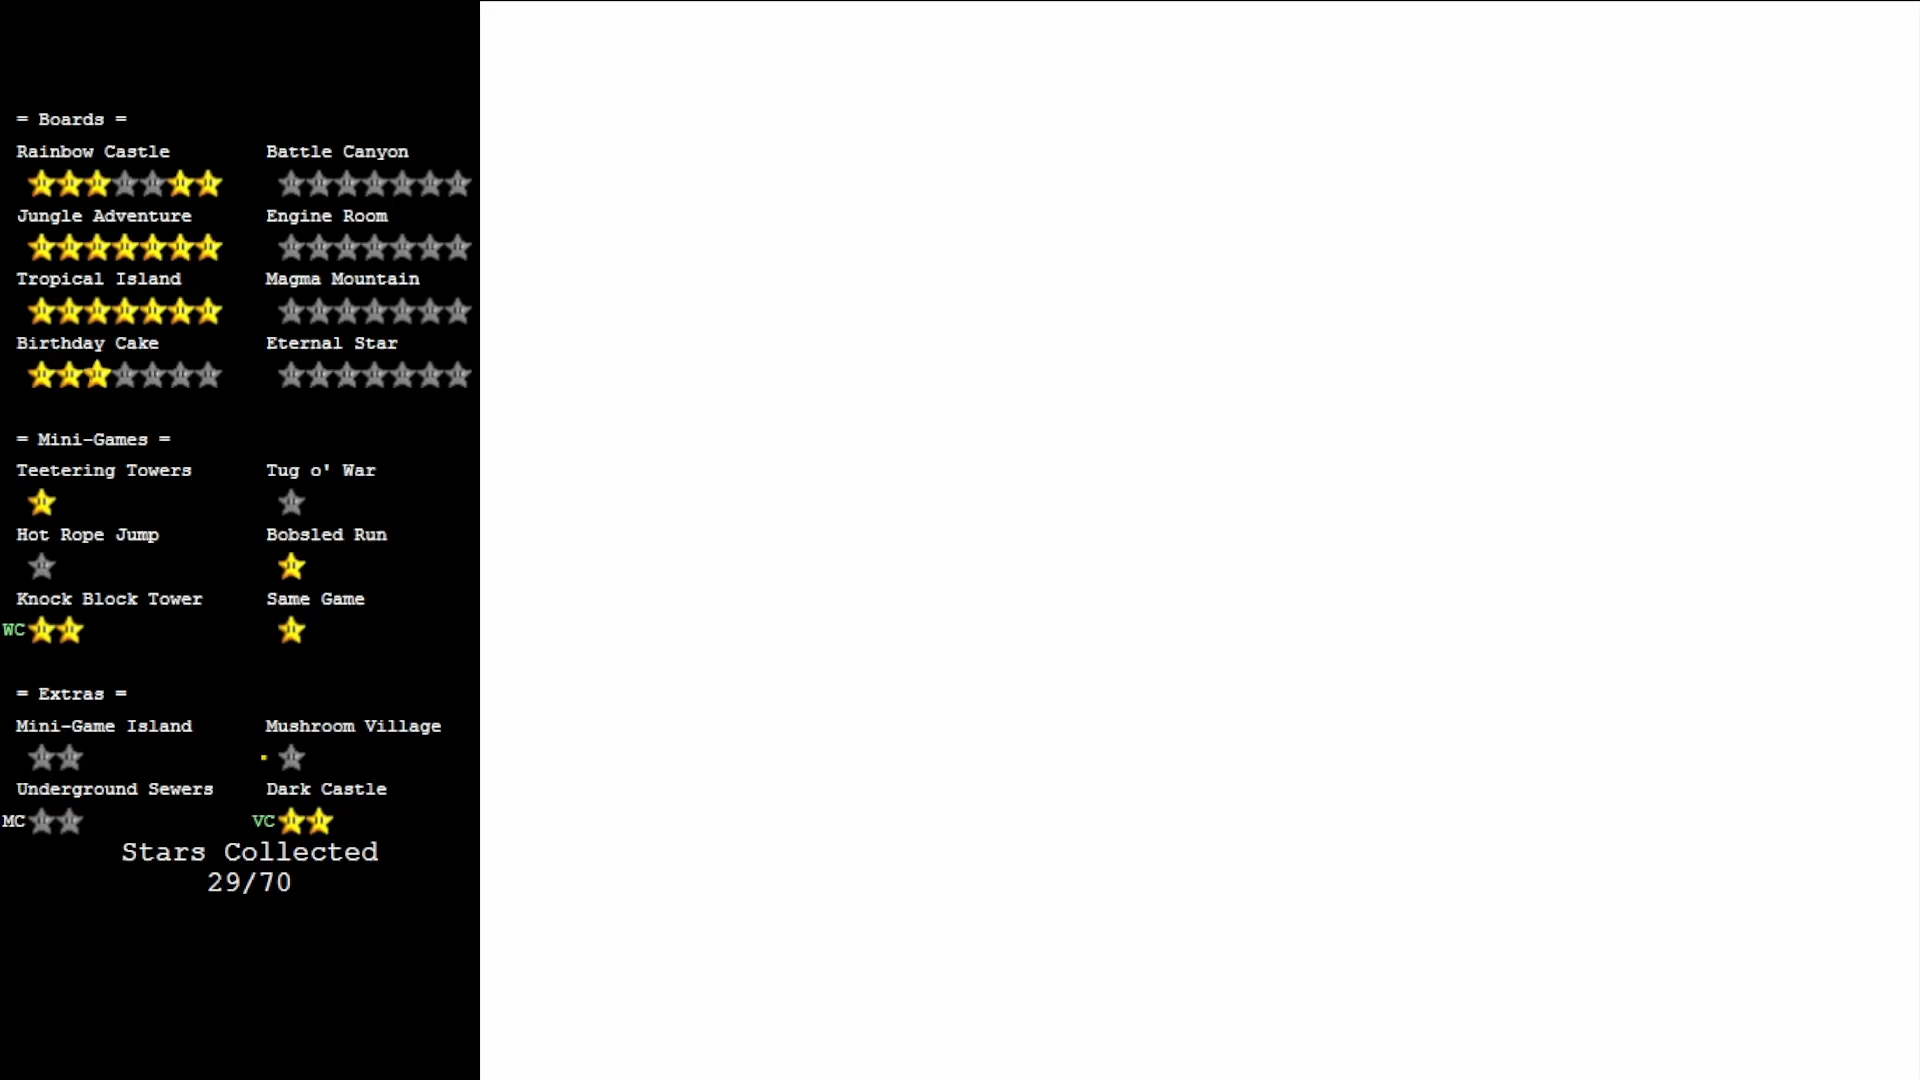 = Boards =
Rainbow Castle Battle Canyon
Jungle Adventure Engine Room
Tropical Island Magma Mountain
Birthday Cake Eternal Star
= Mini-Games =
Teetering Towers Tug o' War
Hot Rope Jump Bobsled Run
Knock Block Tower Same Game
WC
= Extras =
Mini-Game Island Mushroom Village
Underground Sewers Dark Castle
MC VC
Stars Collected
29/70